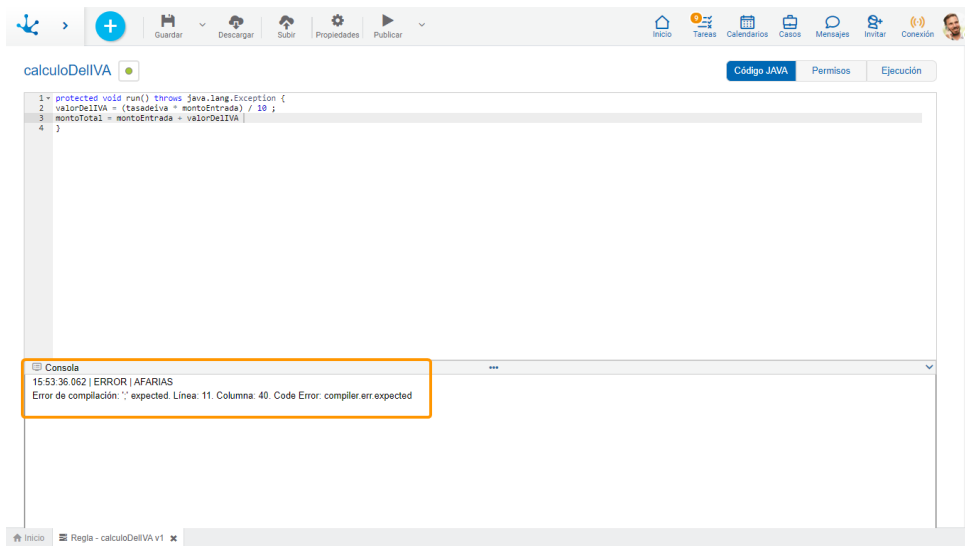 Guardar Descargar Subir Propiedades Publicar Inicio 9 Tareas Calendarios Casos Mensajes Invitar Conexión
calculoDelIVA Código JAVA Permisos Ejecución
1 protected void run() throws java.lang.Exception {
2 valorDelIVA = (tasadeiva * montoEntrada) / 10 ;
3 montoTotal = montoEntrada + valorDelIVA
4 }
Consola
15:53:36.062 | ERROR | AFARIAS
Error de compilación: ';' expected. Línea: 11. Columna: 40. Code Error: compiler.err.expected
Inicio Regla - calculoDelIVA v1